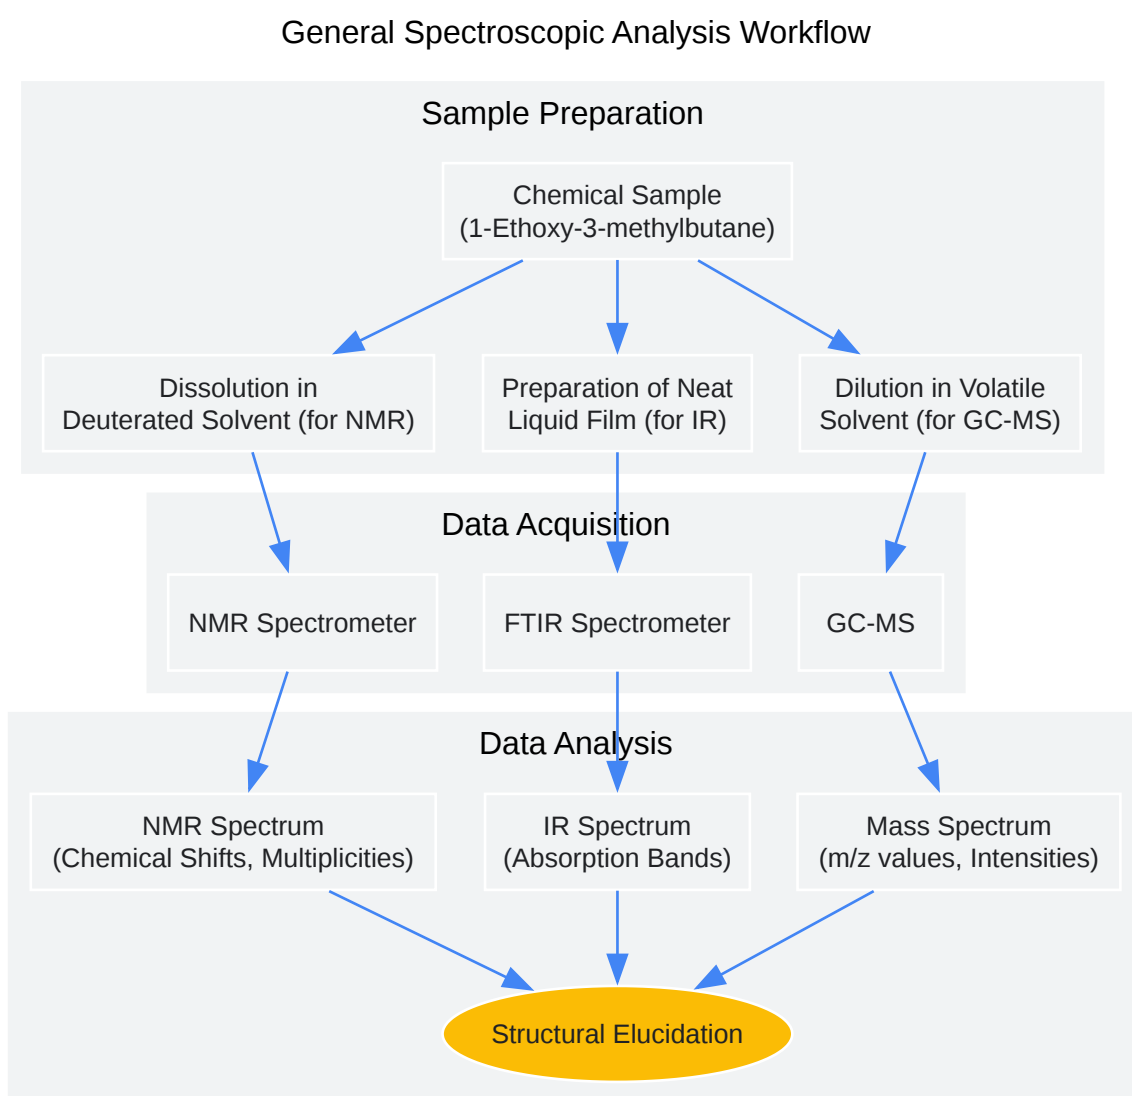 General Spectroscopic Analysis Workflow
Sample Preparation
Chemical Sample
(1-Ethoxy-3-methylbutane)
Dissolution in
Deuterated Solvent (for NMR)
Preparation of Neat
Liquid Film (for IR)
Dilution in Volatile
Solvent (for GC-MS)
Data Acquisition
NMR Spectrometer
FTIR Spectrometer
GC-MS
Data Analysis
NMR Spectrum
(Chemical Shifts, Multiplicities)
IR Spectrum
(Absorption Bands)
Mass Spectrum
(m/z values, Intensities)
Structural Elucidation